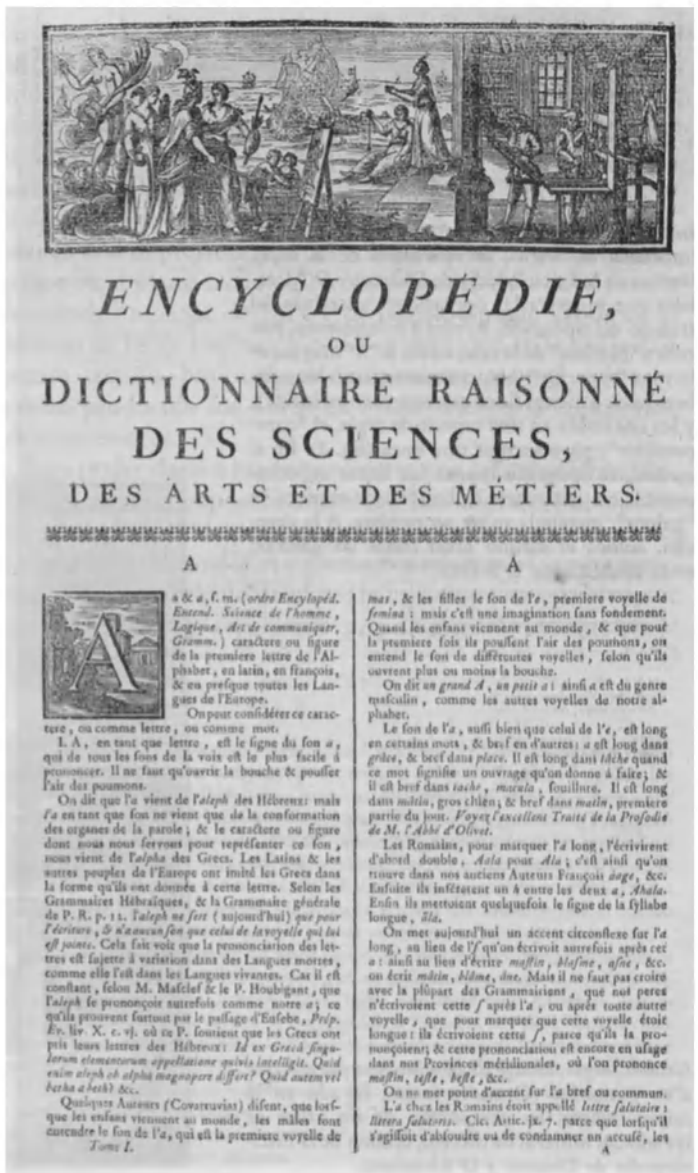 ENCYCLOPÉDIE,
OU
DICTIONNAIRE RAISONNÉ
DES SCIENCES,
DES ARTS ET DES MÉTIERS.
A
A
A
a & a, ſ. m. (ordre Encyclopéd.
Entend. Science de l'homme,
Logique, Art de communiquer,
Gramm.) caractere ou figure
de la premiere lettre de l'Al-
phabet, en latin, en françois,
& en preſque toutes les Lan-
gues de l'Europe.
On peut conſidérer ce carac-
tere, ou comme lettre, ou comme mot.
I. A, en tant que lettre, eſt le ſigne du ſon a,
qui de tous les ſons de la voix eſt le plus facile à
prononcer. Il ne faut qu'ouvrir la bouche & pouſſer
l'air des poumons.
On dit que l'a vient de l'aleph des Hébreux: mais
l'a en tant que ſon ne vient que de la conformation
des organes de la parole; & le caractere ou figure
dont nous nous ſervons pour repréſenter ce ſon,
nous vient de l'alpha des Grecs. Les Latins & les
autres peuples de l'Europe ont imité les Grecs dans
la forme qu'ils ont donnée à cette lettre. Selon les
Grammaires Hébraïques, & la Grammaire générale
de P. R. p. 12. l'aleph ne ſert (aujourd'hui) que pour
l'écriture, & n'a aucun ſon que celui de la voyelle qui lui
eſt jointe. Cela fait voir que la prononciation des let-
tres eſt ſujette à variation dans les Langues mortes,
comme elle l'eſt dans les Langues vivantes. Car il eſt
conſtant, ſelon M. Maſclef & le P. Houbigant, que
l'aleph ſe prononçoit autrefois comme notre a; ce
qu'ils prouvent ſurtout par le paſſage d'Euſebe, Prép.
Ev. liv. X. c. vj. où ce P. ſoutient que les Grecs ont
pris leurs lettres des Hébreux: Id ex Græcâ ſingu-
lorum elementorum appellatione quivis intelligit. Quid
enim aleph ab alpha magnopere differt? Quid autem vel
betha a beth? &c.
Quelques Auteurs (Covaruvias) diſent, que lorſ-
que les enfans viennent au monde, les mâles font
entendre le ſon de l'a, qui eſt la premiere voyelle de
Tome I.
mas, & les filles le ſon de l'e, premiere voyelle de
femina: mais c'eſt une imagination ſans fondement.
Quand les enfans viennent au monde, & que pour
la premiere fois ils pouſſent l'air des poumons, on
entend le ſon de différentes voyelles, ſelon qu'ils
ouvrent plus ou moins la bouche.
On dit un grand A, un petit a: ainſi a eſt du genre
maſculin, comme les autres voyelles de notre al-
phabet.
Le ſon de l'a, auſſi bien que celui de l'e, eſt long
en certains mots, & bref en d'autres: a eſt long dans
grâce, & bref dans place. Il eſt long dans tâche quand
ce mot ſignifie un ouvrage qu'on donne à faire; &
il eſt bref dans tache, macula, ſouillure. Il eſt long
dans mâtin, gros chien; & bref dans matin, premiere
partie du jour. Voyez l'excellent Traité de la Proſodie
de M. l'Abbé d'Olivet.
Les Romains, pour marquer l'a long, l'écrivirent
d'abord double, Aala pour Ala; c'eſt ainſi qu'on
trouve dans nos anciens Auteurs François aage, &c.
Enſuite ils inſérerent un h entre les deux a, Ahala.
Enfin ils mettoient quelquefois le ſigne de la ſyllabe
longue, āla.
On met aujourd'hui un accent circonflexe ſur l'a
long, au lieu de l'ſ qu'on écrivoit autrefois après cet
a: ainſi au lieu d'écrire maſtin, blaſme, aſne, &c.
on écrit mâtin, blâme, âne. Mais il ne faut pas croire
avec la plûpart des Grammairiens, que nos peres
n'écrivoient cette ſ après l'a, ou après toute autre
voyelle, que pour marquer que cette voyelle étoit
longue: ils écrivoient cette ſ, parce qu'ils la pro-
nonçoient; & cette prononciation eſt encore en uſage
dans nos Provinces méridionales, où l'on prononce
maſtin, teſte, beſte, &c.
On ne met point d'accent ſur l'a bref ou commun.
L'a chez les Romains étoit appellé lettre ſalutaire:
littera ſalutaris. Cic. Attic. jx. 7. parce que lorſqu'il
s'agiſſoit d'abſoudre ou de condamner un accuſé, les
A